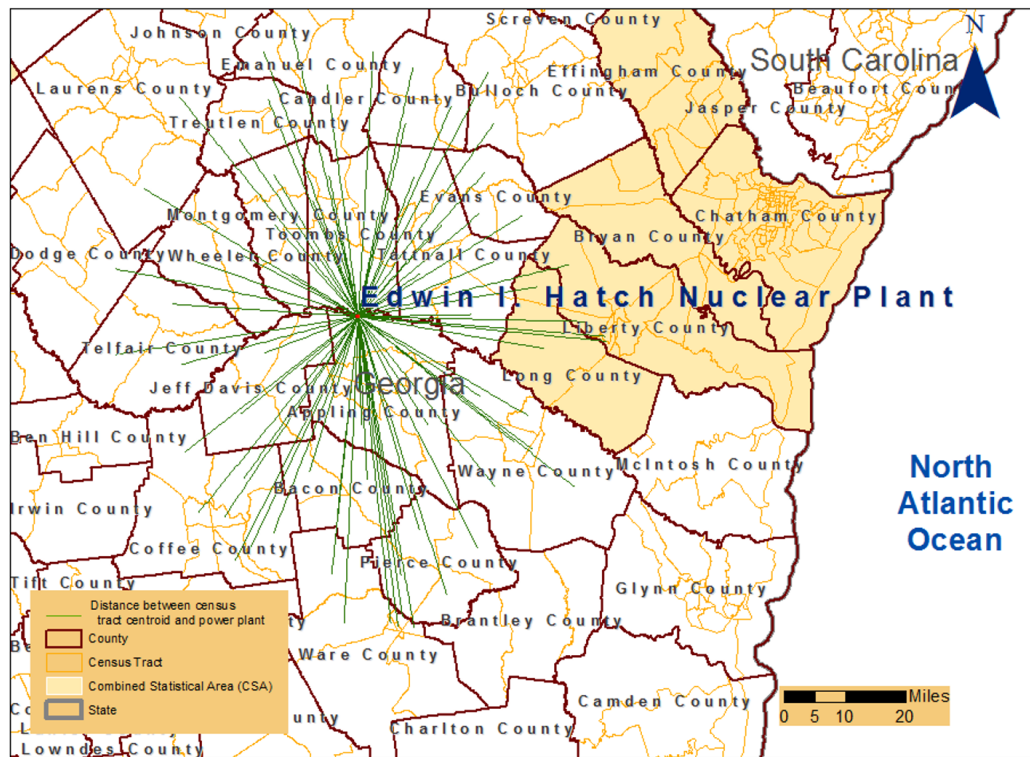 Screven County
N
Johnson County
South Carolina
Emanuel County
Effingham County
Laurens County
Candler County
Bulloch County
Beaufort Coun
Jasper County
Treutlen County
Evans County
Montgomery County
Chatham County
Toombs County
Bryan County
Dodge County
Wheeler County
Tattnall County
Edwin I. Hatch Nuclear Plant
Liberty County
Telfair County
Long County
Jeff Davis County
Georgia
Appling County
Ben Hill County
Wayne County
McIntosh County
North
Atlantic
Ocean
Bacon County
Irwin County
Coffee County
Pierce County
Tift County
Glynn County
Brantley County
Ware County
Camden County
Charlton County
Lowndes County
Distance between census
tract centroid and power plant
County
Census Tract
Combined Statistical Area (CSA)
State
Miles
0 5 10 20